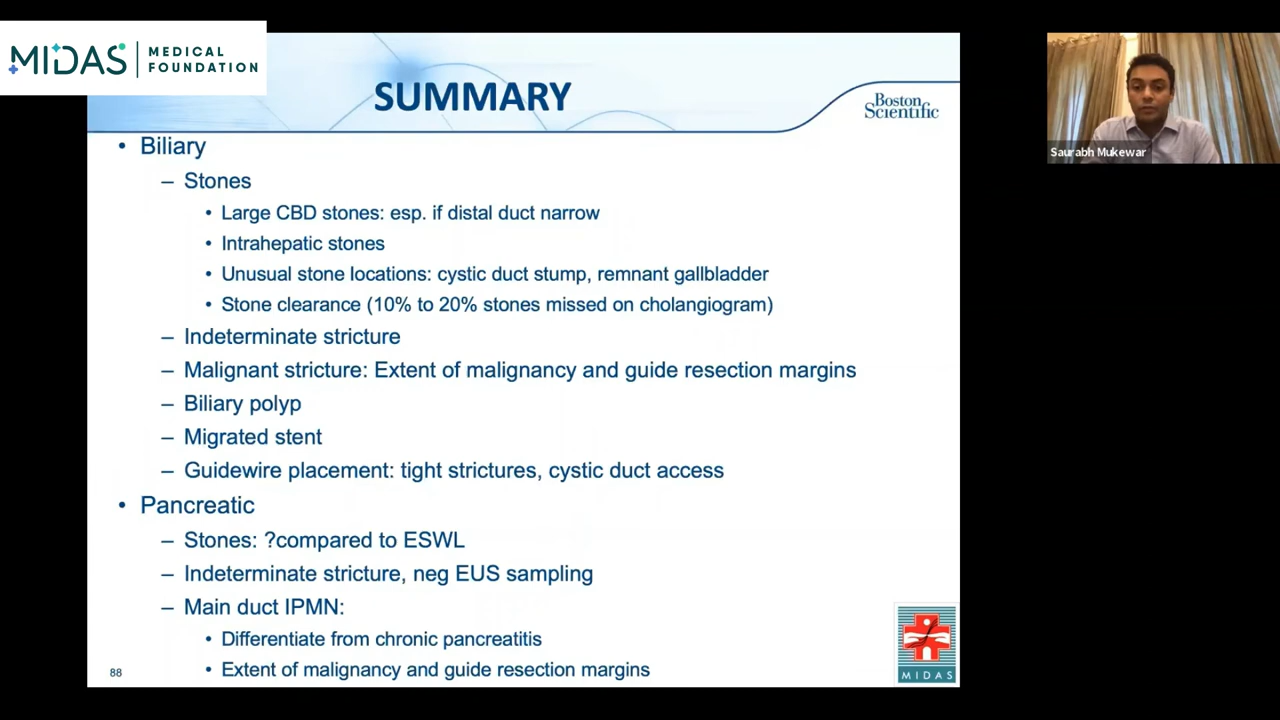 MIDAS MEDICAL
FOUNDATION
SUMMARY
Boston
Scientific
Saurabh Mukewar
• Biliary
– Stones
• Large CBD stones: esp. if distal duct narrow
• Intrahepatic stones
• Unusual stone locations: cystic duct stump, remnant gallbladder
• Stone clearance (10% to 20% stones missed on cholangiogram)
– Indeterminate stricture
– Malignant stricture: Extent of malignancy and guide resection margins
– Biliary polyp
– Migrated stent
– Guidewire placement: tight strictures, cystic duct access
• Pancreatic
– Stones: ?compared to ESWL
– Indeterminate stricture, neg EUS sampling
– Main duct IPMN:
• Differentiate from chronic pancreatitis
• Extent of malignancy and guide resection margins
88
MIDAS